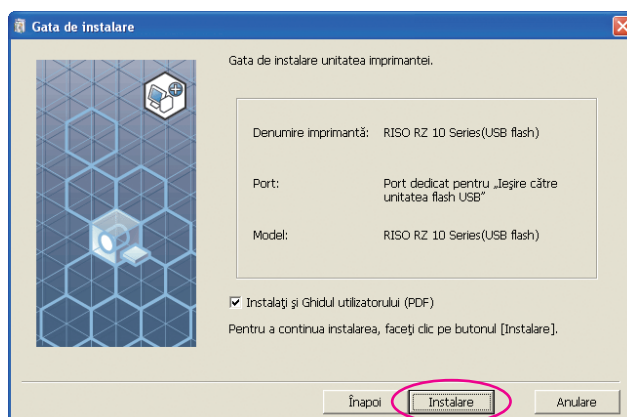 Gata de instalare
Gata de instalare unitatea imprimantei.
Denumire imprimantă: RISO RZ 10 Series(USB flash)
Port: Port dedicat pentru „Ieşire către
unitatea flash USB”
Model: RISO RZ 10 Series(USB flash)
Instalaţi şi Ghidul utilizatorului (PDF)
Pentru a continua instalarea, faceţi clic pe butonul [Instalare].
Înapoi Instalare Anulare